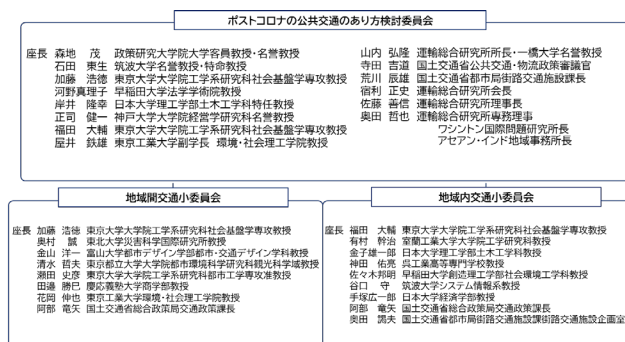 ポストコロナの公共交通のあり方検討委員会
座長 森地 茂 政策研究大学院大学客員教授・名誉教授
石田 東生 筑波大学名誉教授・特命教授
加藤 浩徳 東京大学大学院工学系研究科社会基盤学専攻教授
河野真理子 早稲田大学法学学術院教授
岸井 隆幸 日本大学理工学部土木工学科特任教授
正司 健一 神戸大学大学院経営学研究科名誉教授
福田 大輔 東京大学大学院工学系研究科社会基盤学専攻教授
屋井 鉄雄 東京工業大学副学長 環境・社会理工学院教授
山内 弘隆 運輸総合研究所所長・一橋大学名誉教授
寺田 吉道 国土交通省公共交通・物流政策審議官
荒川 辰雄 国土交通省都市局街路交通施設課長
宿利 正史 運輸総合研究所会長
佐藤 善信 運輸総合研究所理事長
奥田 哲也 運輸総合研究所専務理事
ワシントン国際問題研究所長
アセアン・インド地域事務所長
地域間交通小委員会
座長 加藤 浩徳 東京大学大学院工学系研究科社会基盤学専攻教授
奥村 誠 東北大学災害科学国際研究所教授
金山 洋一 富山大学都市デザイン学部都市・交通デザイン学科教授
清水 哲夫 東京都立大学大学院都市環境科学研究科観光科学域教授
瀬田 史彦 東京大学大学院工学系研究科都市工学専攻准教授
田邉 勝巳 慶応義塾大学商学部教授
花岡 伸也 東京工業大学環境・社会理工学院教授
阿部 竜矢 国土交通省総合政策局交通政策課長
地域内交通小委員会
座長 福田 大輔 東京大学大学院工学系研究科社会基盤学専攻教授
有村 幹治 室蘭工業大学大学院工学研究科教授
金子雄一郎 日本大学理工学部土木工学科教授
神田 佑亮 呉工業高等専門学校教授
佐々木邦明 早稲田大学創造理工学部社会環境工学科教授
谷口 守 筑波大学システム情報系教授
手塚広一郎 日本大学経済学部教授
阿部 竜矢 国土交通省総合政策局交通政策課長
奥田 謁夫 国土交通省都市局街路交通施設課街路交通施設企画室